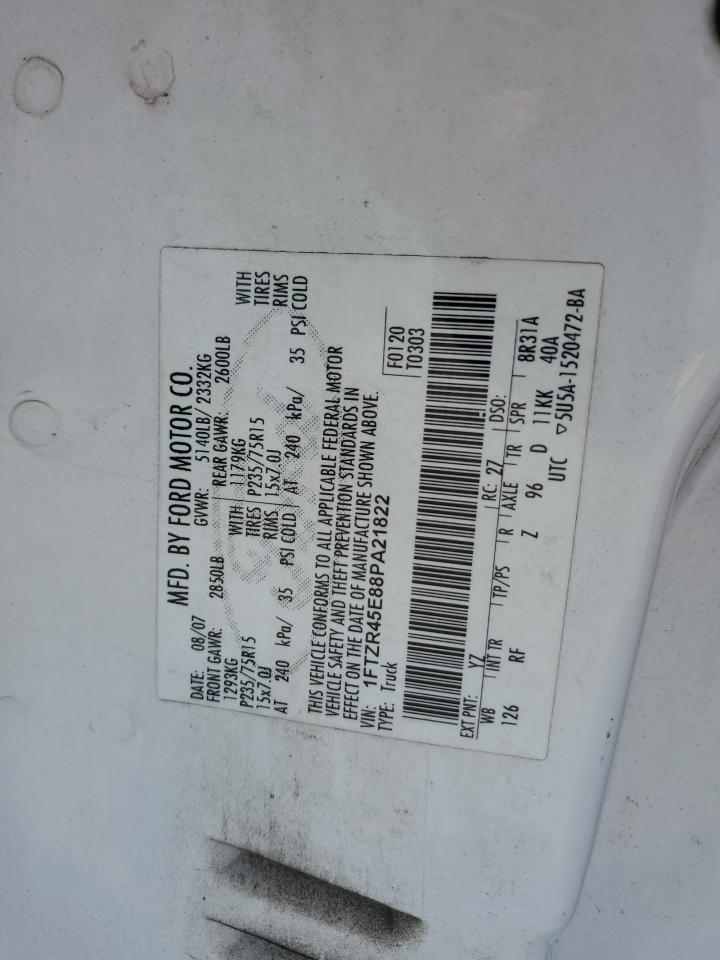 MFD. BY FORD MOTOR CO.
DATE: 08/07 GVWR: 5140LB/ 2332KG
FRONT GAWR: 2850LB REAR GAWR: 2600LB
1293KG WITH 1179KG WITH
P235/75R15 TIRES P235/75R15 TIRES
15x7.0J RIMS 15x7.0J RIMS
AT 240 kPa/ 35 PSI COLD AT 240 kPa/ 35 PSI COLD
THIS VEHICLE CONFORMS TO ALL APPLICABLE FEDERAL MOTOR
VEHICLE SAFETY AND THEFT PREVENTION STANDARDS IN
EFFECT ON THE DATE OF MANUFACTURE SHOWN ABOVE.
VIN: 1FTZR45E88PA21822 F0120
TYPE: Truck T0303
EXT PNT: YZ RC: 27 DSO:
WB INT TR TP/PS R AXLE TR SPR 8R31A
126 RF Z 96 D 11KK 40A
UTC ▽5U5A-1520472-BA